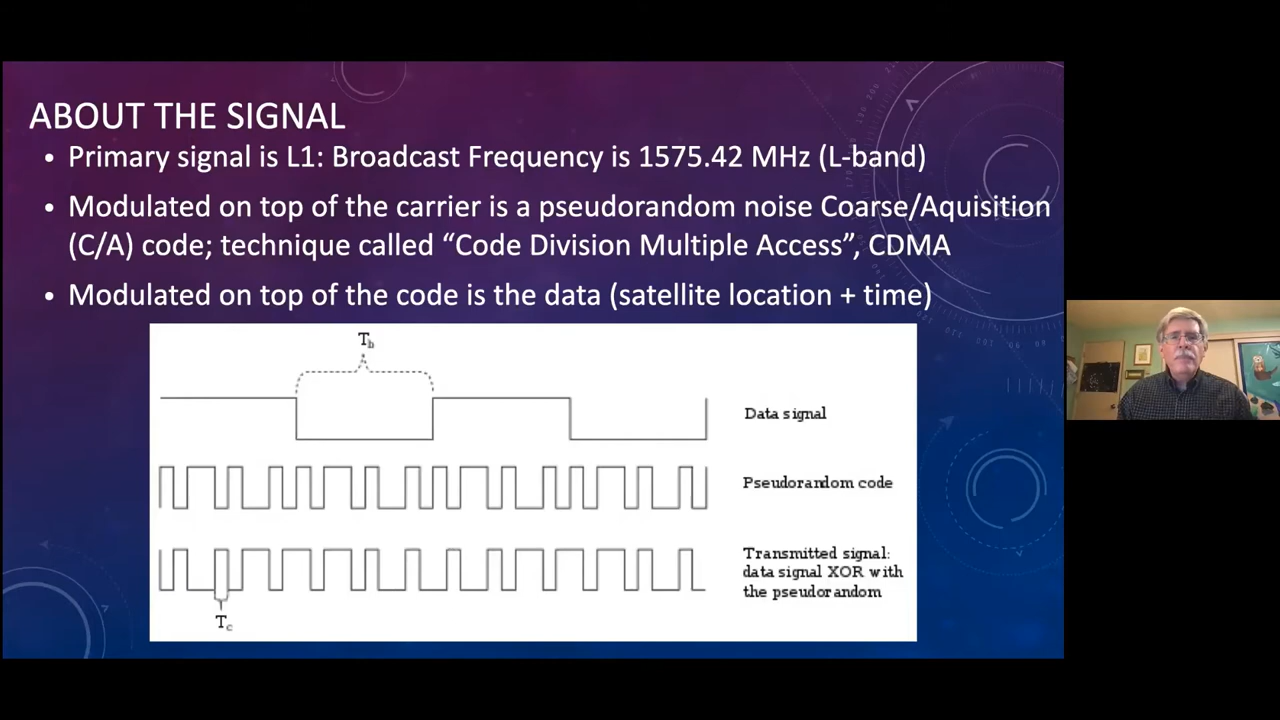 ABOUT THE SIGNAL
• Primary signal is L1: Broadcast Frequency is 1575.42 MHz (L-band)
• Modulated on top of the carrier is a pseudorandom noise Coarse/Aquisition
(C/A) code; technique called “Code Division Multiple Access”, CDMA
• Modulated on top of the code is the data (satellite location + time)
Tb
Data signal
Pseudorandom code
Transmitted signal:
data signal XOR with
the pseudorandom
Tc